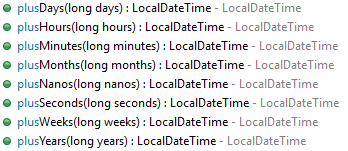 plusDays(long days) : LocalDateTime - LocalDateTime
plusHours(long hours) : LocalDateTime - LocalDateTime
plusMinutes(long minutes) : LocalDateTime - LocalDateTime
plusMonths(long months) : LocalDateTime - LocalDateTime
plusNanos(long nanos) : LocalDateTime - LocalDateTime
plusSeconds(long seconds) : LocalDateTime - LocalDateTime
plusWeeks(long weeks) : LocalDateTime - LocalDateTime
plusYears(long years) : LocalDateTime - LocalDateTime